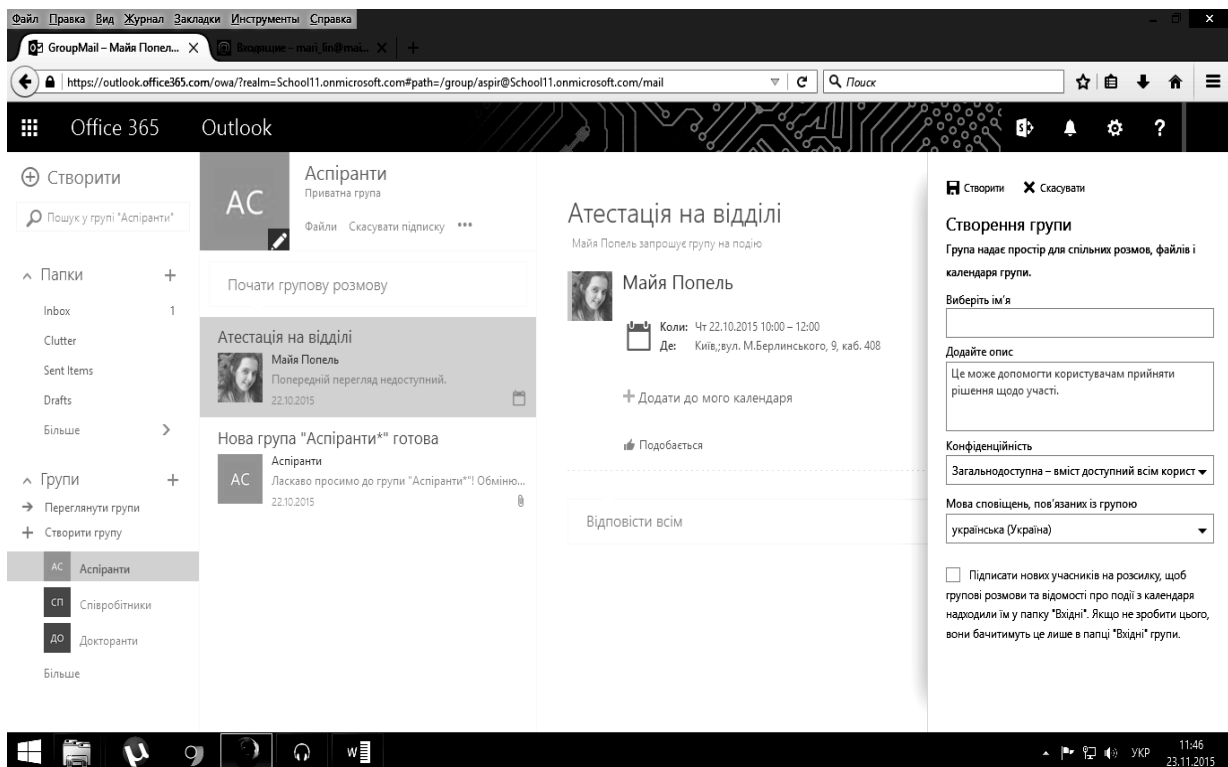 Файл Правка Вид Журнал Закладки Инструменты Справка
GroupMail – Майя Попел...
Входящие – mari_lin@mai...
https://outlook.office365.com/owa/?realm=School11.onmicrosoft.com#path=/group/aspir@School11.onmicrosoft.com/mail
Поиск
Office 365
Outlook
Створити
Пошук у групі "Аспіранти"
Папки
Inbox 1
Clutter
Sent Items
Drafts
Більше
Групи
Переглянути групи
Створити групу
АС Аспіранти
СП Співробітники
ДО Докторанти
Більше
АС
Аспіранти
Приватна група
Файли Скасувати підписку •••
Почати групову розмову
Атестація на відділі
Майя Попель
Попередній перегляд недоступний.
22.10.2015
Нова група "Аспіранти*" готова
АС
Аспіранти
Ласкаво просимо до групи "Аспіранти*"! Обміню...
22.10.2015
Атестація на відділі
Майя Попель запрошує групу на подію
Майя Попель
Коли: Чт 22.10.2015 10:00 – 12:00
Де: Київ,;вул. М.Берлинського, 9, каб. 408
Додати до мого календаря
Подобається
Відповісти всім
Створити Скасувати
Створення групи
Група надає простір для спільних розмов, файлів і
календаря групи.
Виберіть ім'я
Додайте опис
Це може допомогти користувачам прийняти
рішення щодо участі.
Конфіденційність
Загальнодоступна – вміст доступний всім корист
Мова сповіщень, пов'язаних із групою
українська (Україна)
Підписати нових учасників на розсилку, щоб
групові розмови та відомості про події з календаря
надходили їм у папку "Вхідні". Якщо не зробити цього,
вони бачитимуть це лише в папці "Вхідні" групи.
УКР
11:46
23.11.2015